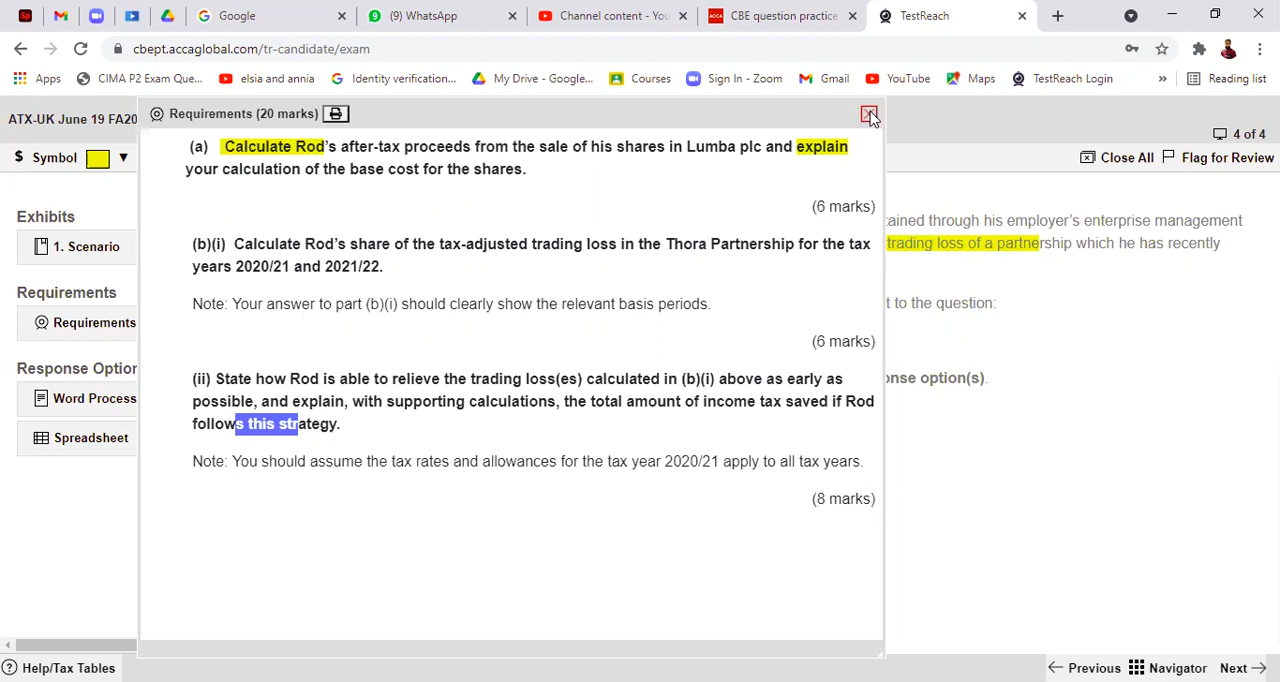 Google
(9) WhatsApp
Channel content - You
CBE question practice
TestReach
cbept.accaglobal.com/tr-candidate/exam
Apps
CIMA P2 Exam Que...
elsia and annia
Identity verification...
My Drive - Google...
Courses
Sign In - Zoom
Gmail
YouTube
Maps
TestReach Login
»
Reading list
ATX-UK June 19 FA20
Requirements (20 marks)
4 of 4
$ Symbol
Close All
Flag for Review
(a) Calculate Rod's after-tax proceeds from the sale of his shares in Lumba plc and explain
your calculation of the base cost for the shares.
(6 marks)
(b)(i) Calculate Rod's share of the tax-adjusted trading loss in the Thora Partnership for the tax
years 2020/21 and 2021/22.
Note: Your answer to part (b)(i) should clearly show the relevant basis periods.
(6 marks)
(ii) State how Rod is able to relieve the trading loss(es) calculated in (b)(i) above as early as
possible, and explain, with supporting calculations, the total amount of income tax saved if Rod
follows this strategy.
Note: You should assume the tax rates and allowances for the tax year 2020/21 apply to all tax years.
(8 marks)
Exhibits
1. Scenario
Requirements
Requirements
Response Option
Word Process
Spreadsheet
tained through his employer's enterprise management
trading loss of a partnership which he has recently
t to the question:
onse option(s).
Help/Tax Tables
Previous
Navigator
Next